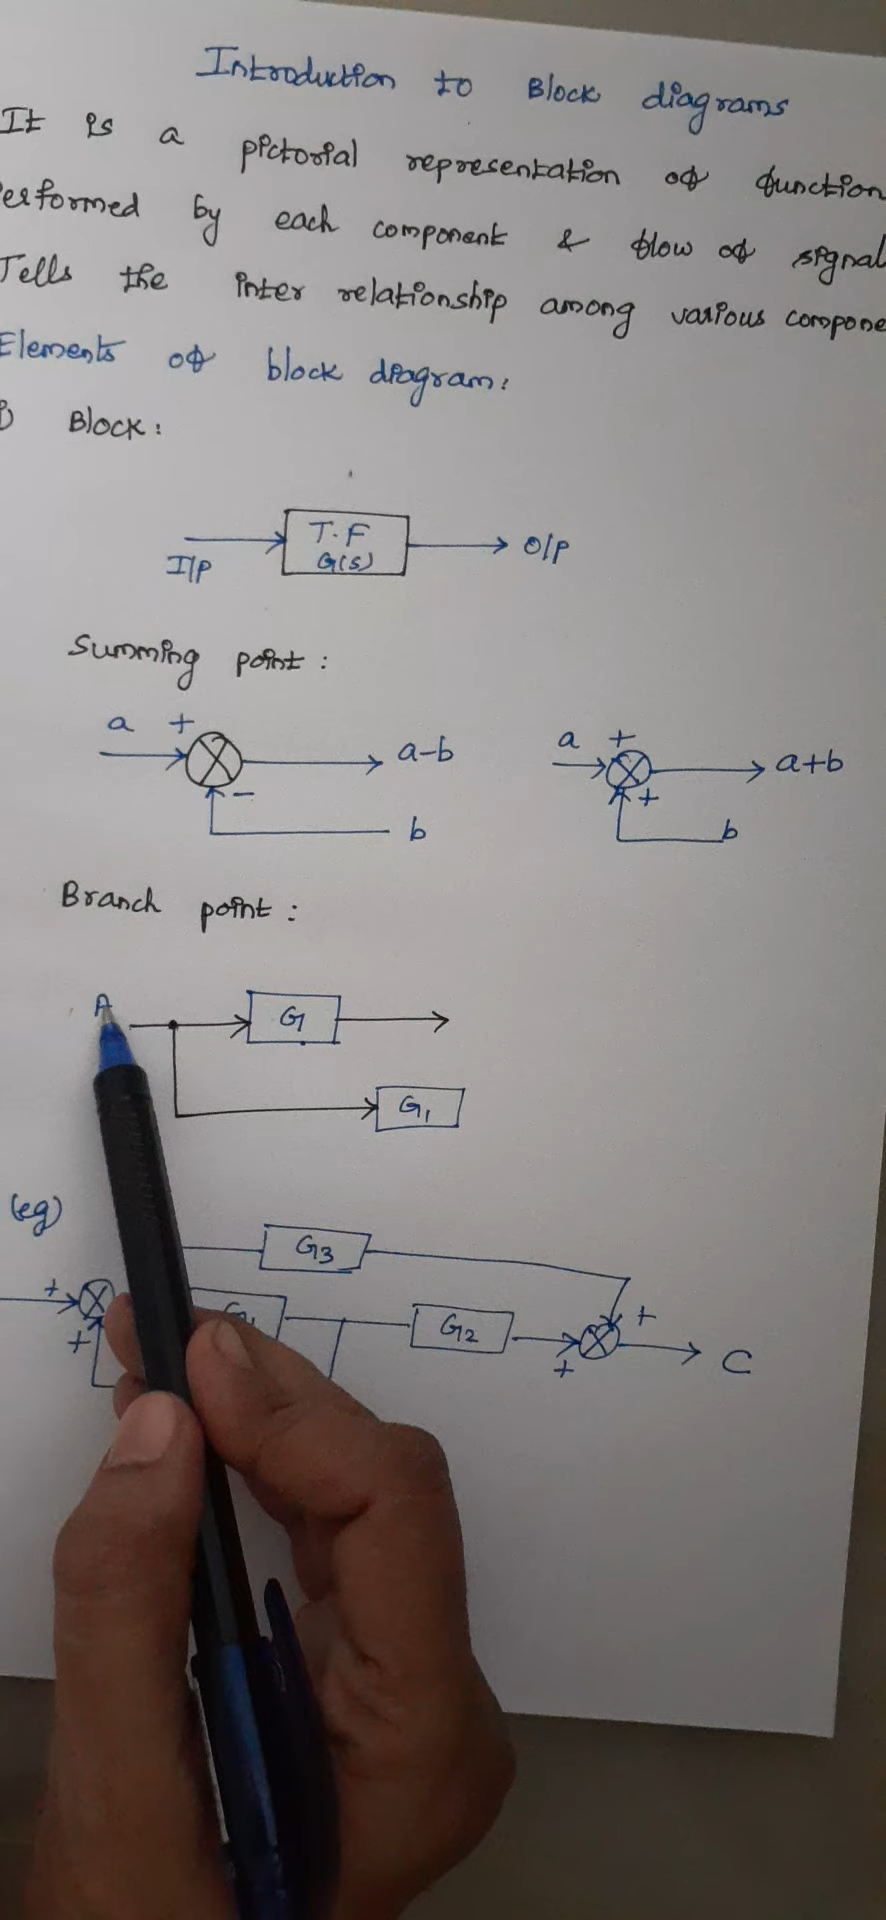 Introduction to Block diagrams
It is a pictorial representation of function
erformed by each component & flow of signal
Tells the inter relationship among various compone
Elements of block diagram:
Block:
T.F
I/P G(s) O/P
Summing point:
a + a-b a + a+b
- b + b
Branch point:
A G
G1
(eg)
G3
+ G1 G2 +
+ + C